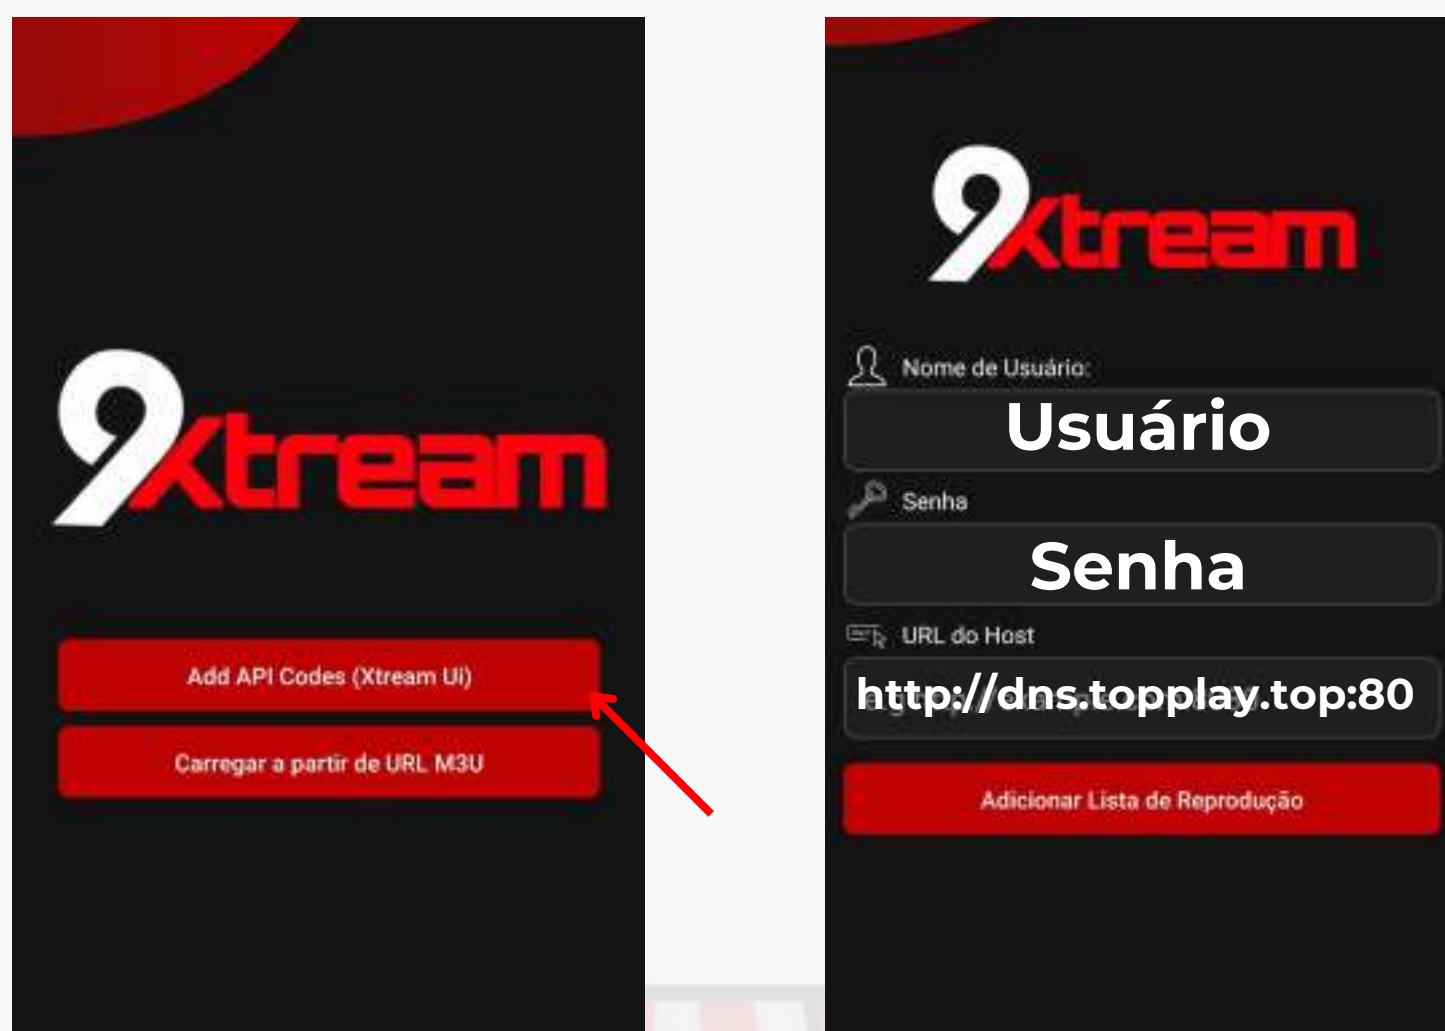 9Xtream
Add API Codes (Xtream Ui)
Carregar a partir de URL M3U
9Xtream
Nome de Usuário:
Usuário
Senha
Senha
URL do Host
http://dns.topplay.top:80
Adicionar Lista de Reprodução